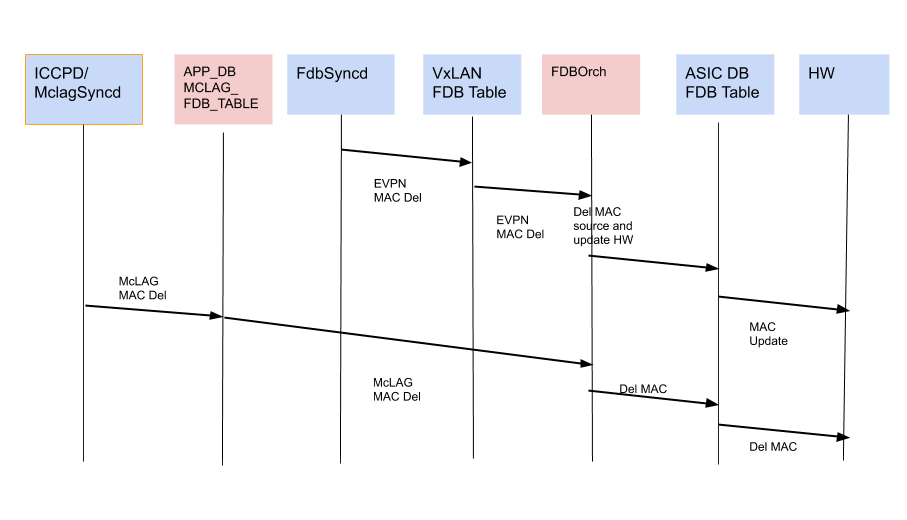 ICCPD/
MclagSyncd
APP_DB
MCLAG_
FDB_TABLE
FdbSyncd
VxLAN
FDB Table
FDBOrch
ASIC DB
FDB Table
HW
EVPN
MAC Del
EVPN
MAC Del
Del MAC
source and
update HW
McLAG
MAC Del
MAC
Update
McLAG
MAC Del
Del MAC
Del MAC